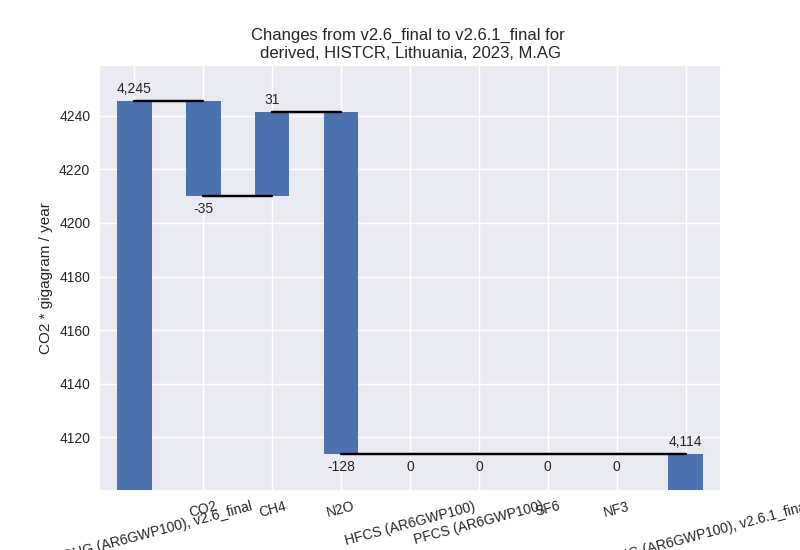 Changes from v2.6_final to v2.6.1_final for
derived, HISTCR, Lithuania, 2023, M.AG
CO2 * gigagram / year
4240
4220
4200
4180
4160
4140
4120
4,245
-35
31
-128
0
0
0
0
4,114
(AR6GWP100), v2.6_final
CO2
CH4
N2O
HFCS (AR6GWP100)
PFCS (AR6GWP100)
SF6
NF3
(AR6GWP100), v2.6.1_fina